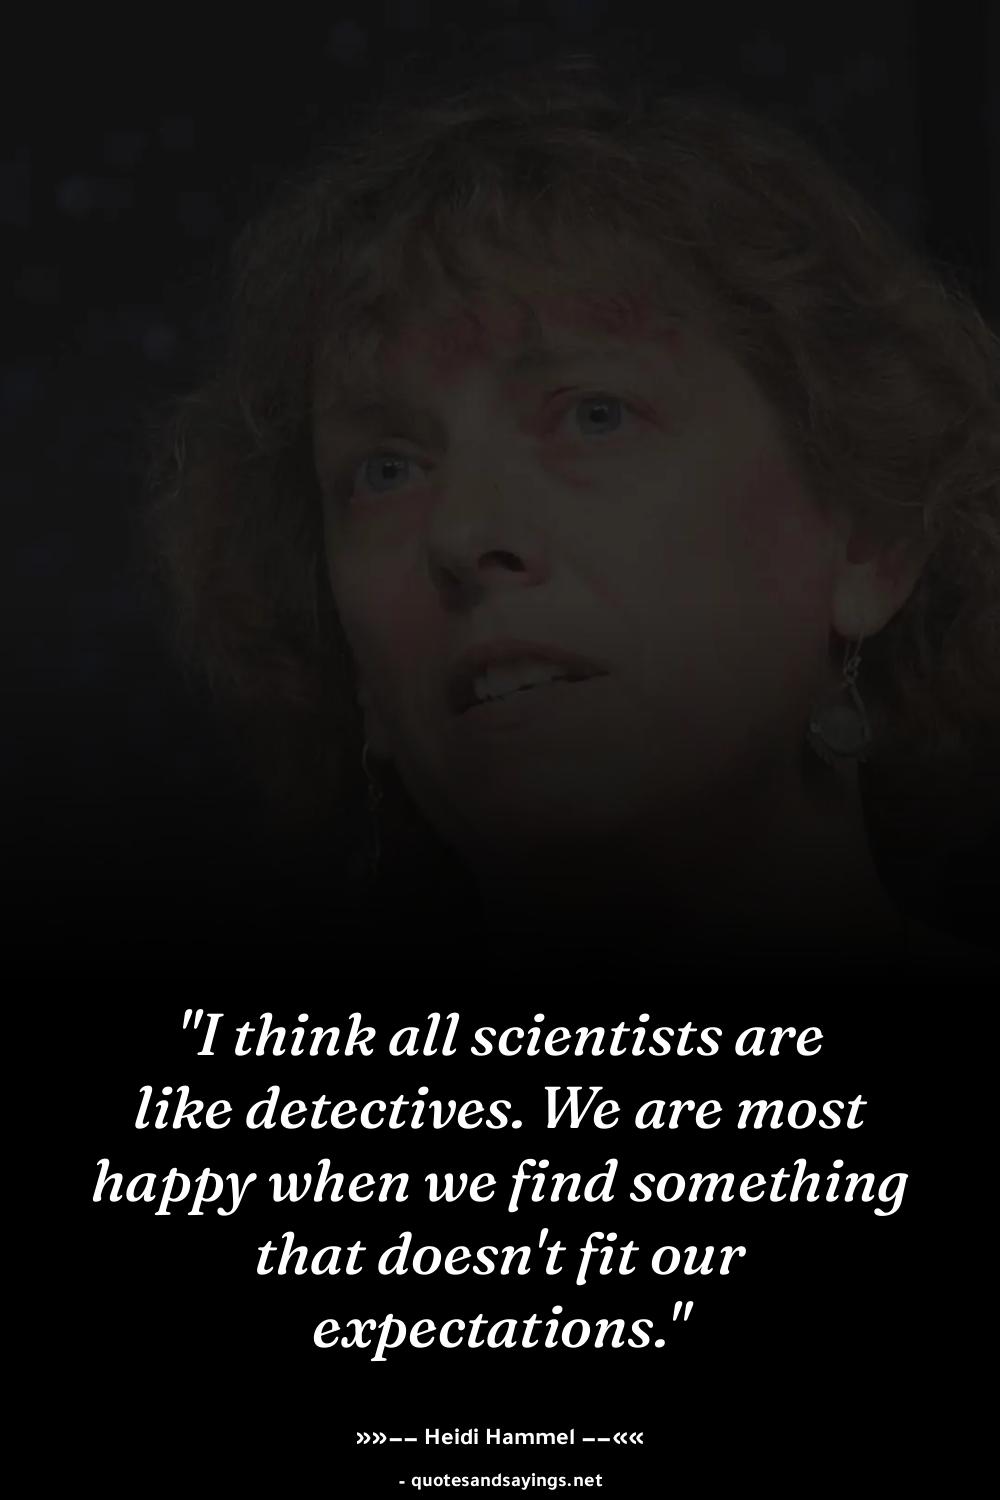 "I think all scientists are
like detectives. We are most
happy when we find something
that doesn't fit our
expectations."
»»−− Heidi Hammel −−««
- quotesandsayings.net